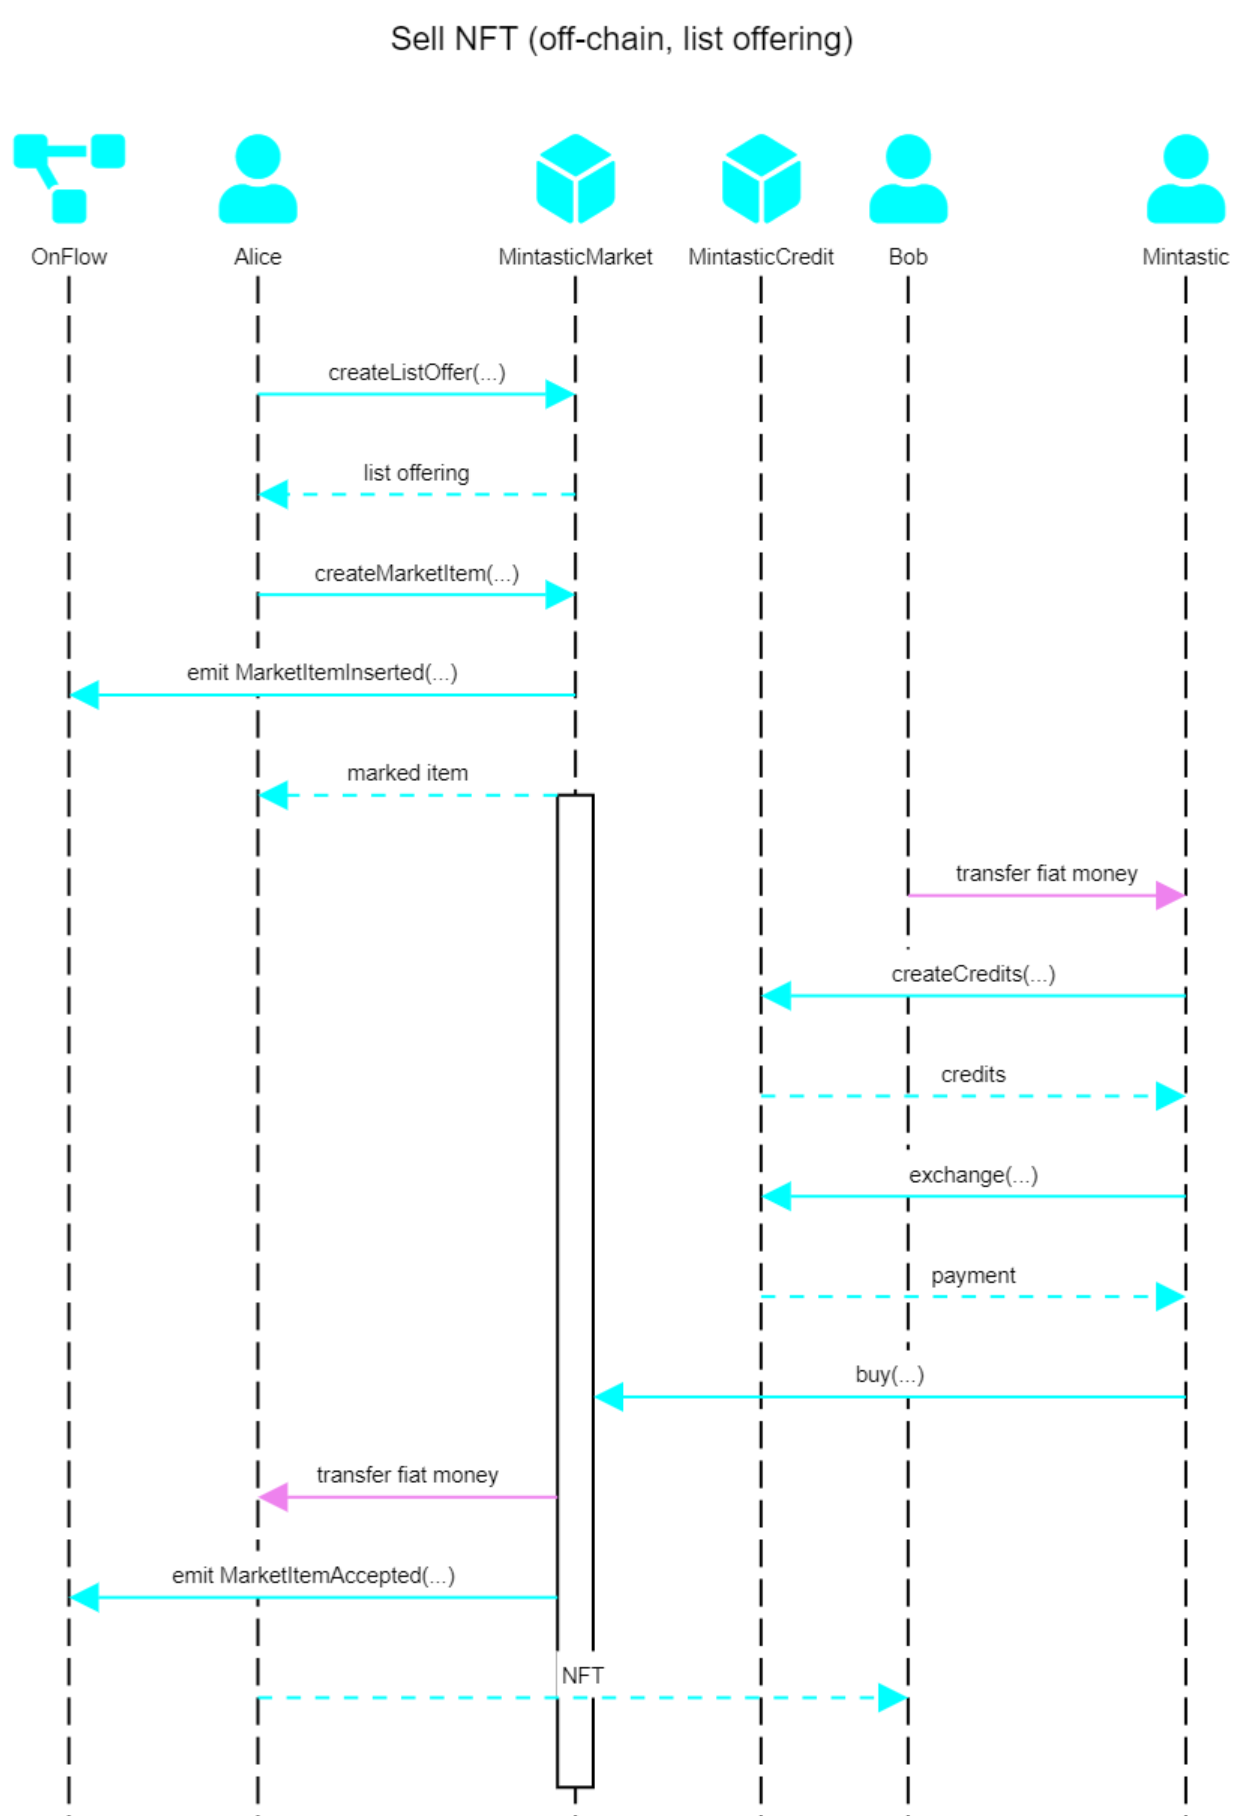 Sell NFT (off-chain, list offering)
OnFlow Alice MintasticMarket MintasticCredit Bob Mintastic
createListOffer(...)
list offering
createMarketItem(...)
emit MarketItemInserted(...)
marked item
transfer fiat money
createCredits(...)
credits
exchange(...)
payment
buy(...)
transfer fiat money
emit MarketItemAccepted(...)
NFT